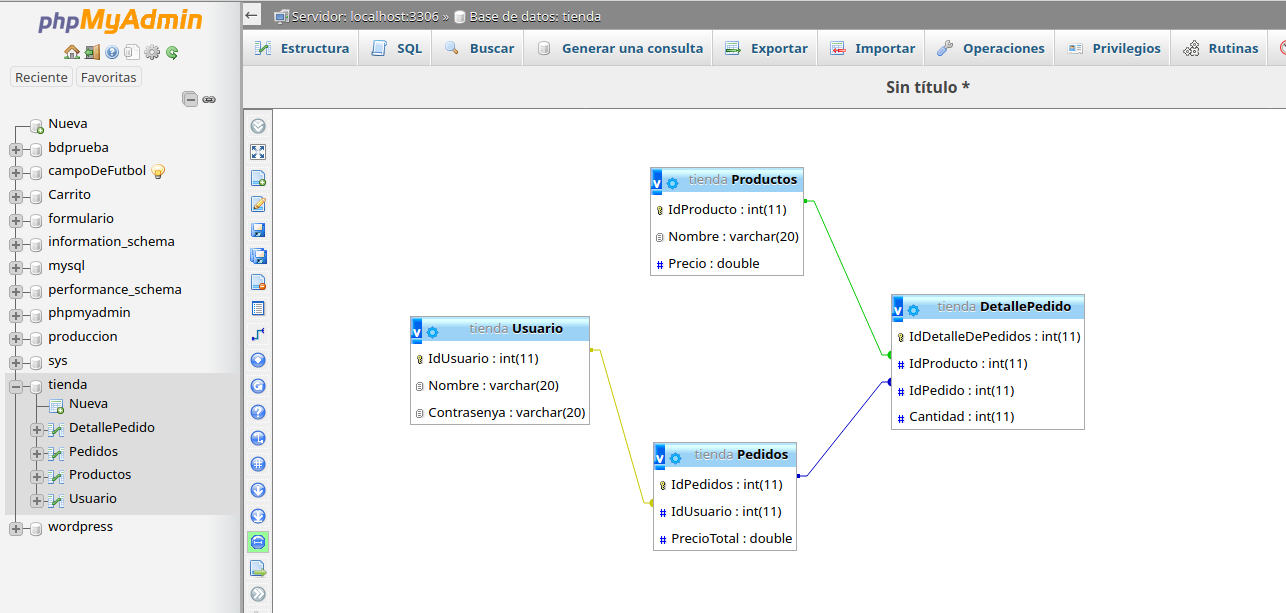 phpMyAdmin
Reciente Favoritas
Nueva
bdprueba
campoDeFutbol
Carrito
formulario
information_schema
mysql
performance_schema
phpmyadmin
produccion
sys
tienda
Nueva
DetallePedido
Pedidos
Productos
Usuario
wordpress
Servidor: localhost:3306 » Base de datos: tienda
Estructura SQL Buscar Generar una consulta Exportar Importar Operaciones Privilegios Rutinas
Sin título *
tienda Productos
IdProducto : int(11)
Nombre : varchar(20)
Precio : double
tienda Usuario
IdUsuario : int(11)
Nombre : varchar(20)
Contrasenya : varchar(20)
tienda DetallePedido
IdDetalleDePedidos : int(11)
IdProducto : int(11)
IdPedido : int(11)
Cantidad : int(11)
tienda Pedidos
IdPedidos : int(11)
IdUsuario : int(11)
PrecioTotal : double